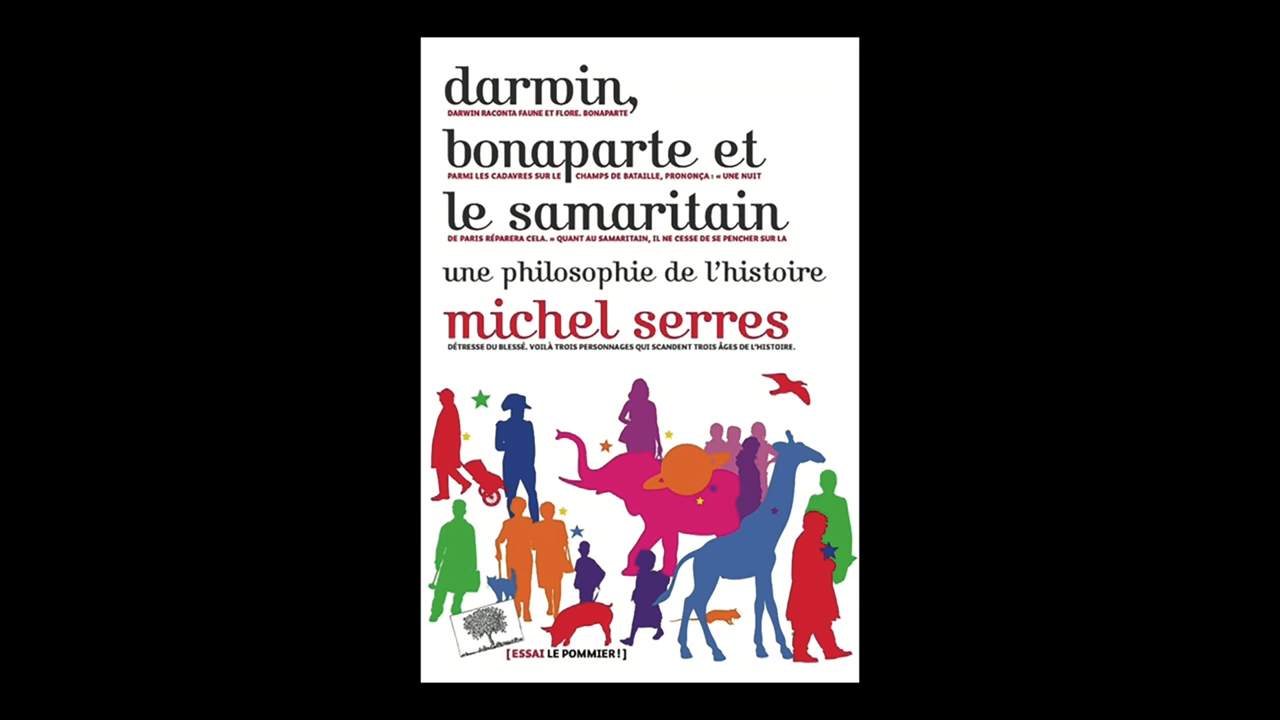 darwin,
DARWIN RACONTA FAUNE ET FLORE. BONAPARTE
bonaparte et
PARMI LES CADAVRES SUR LE CHAMPS DE BATAILLE, PRONONÇA : « UNE NUIT
le samaritain
DE PARIS RÉPARERA CELA. » QUANT AU SAMARITAIN, IL NE CESSE DE SE PENCHER SUR LA
une philosophie de l'histoire
michel serres
DÉTRESSE DU BLESSÉ. VOILÀ TROIS PERSONNAGES QUI SCANDENT TROIS ÂGES DE L'HISTOIRE.
[ESSAI LE POMMIER!]